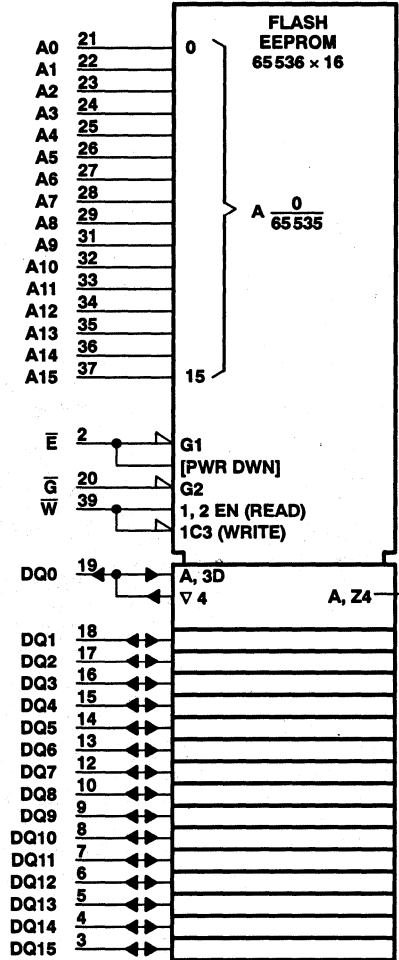 FLASH
EEPROM
65 536 × 16
A0 21 0
A1 22
A2 23
A3 24
A4 25
A5 26
A6 27
A7 28
A 0/65 535
A8 29
A9 31
A10 32
A11 33
A12 34
A13 35
A14 36
A15 37 15
E̅ 2 G1
[PWR DWN]
G̅ 20 G2
W̅ 39 1, 2 EN (READ)
1C3 (WRITE)
DQ0 19 A, 3D
▽ 4 A, Z4
DQ1 18
DQ2 17
DQ3 16
DQ4 15
DQ5 14
DQ6 13
DQ7 12
DQ8 10
DQ9 9
DQ10 8
DQ11 7
DQ12 6
DQ13 5
DQ14 4
DQ15 3